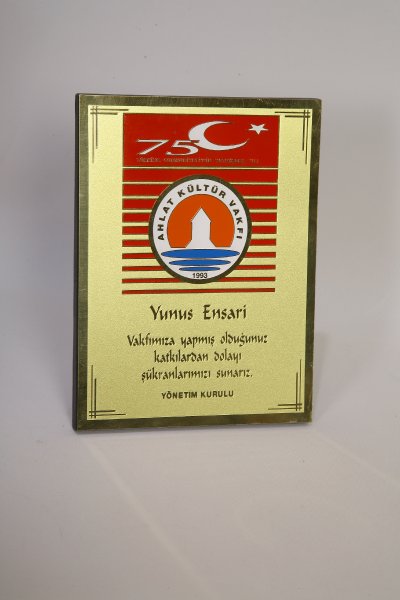 75
AHLAT KÜLTÜR VAKFI
1993
Yunus Ensari
Vakfımıza yapmış olduğunuz
katkılardan dolayı
şükranlarımızı sunarız.
YÖNETİM KURULU